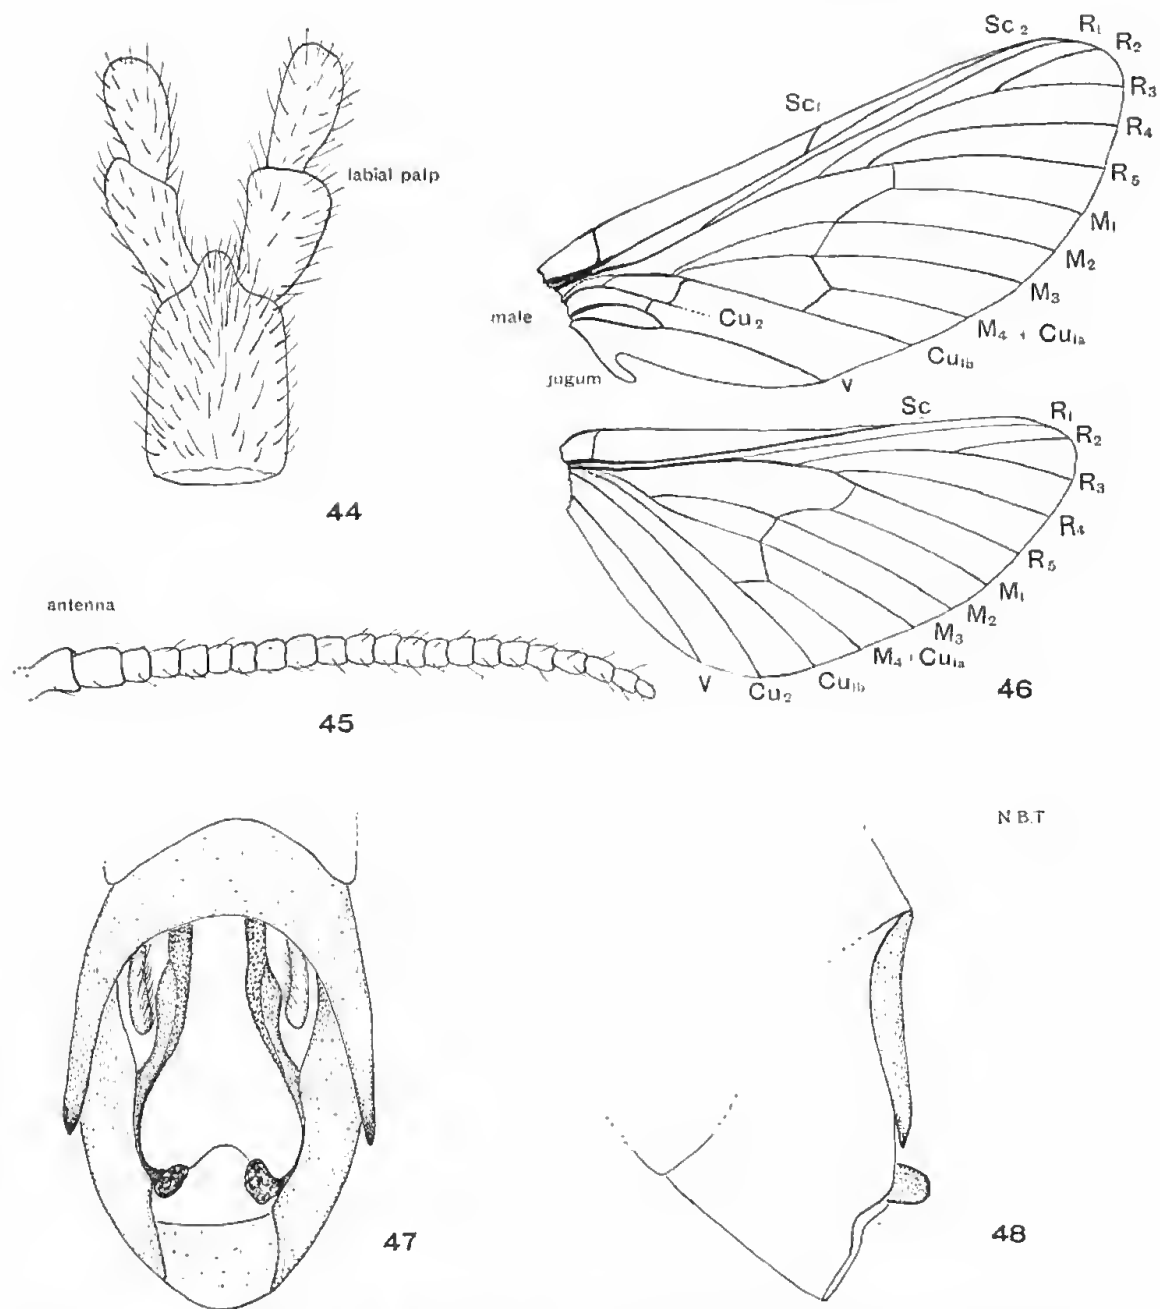 labial palp
44
Sc₂
R₁
R₂
R₃
Sc₁
R₄
R₅
M₁
M₂
M₃
M₄ + Cu₁ₐ
Cu₁b
V
Cu₂
male
jugum
Sc
R₁
R₂
R₃
R₄
R₅
M₁
M₂
M₃
M₄ + Cu₁ₐ
Cu₁b
Cu₂
V
46
antenna
45
N.B.T
47
48